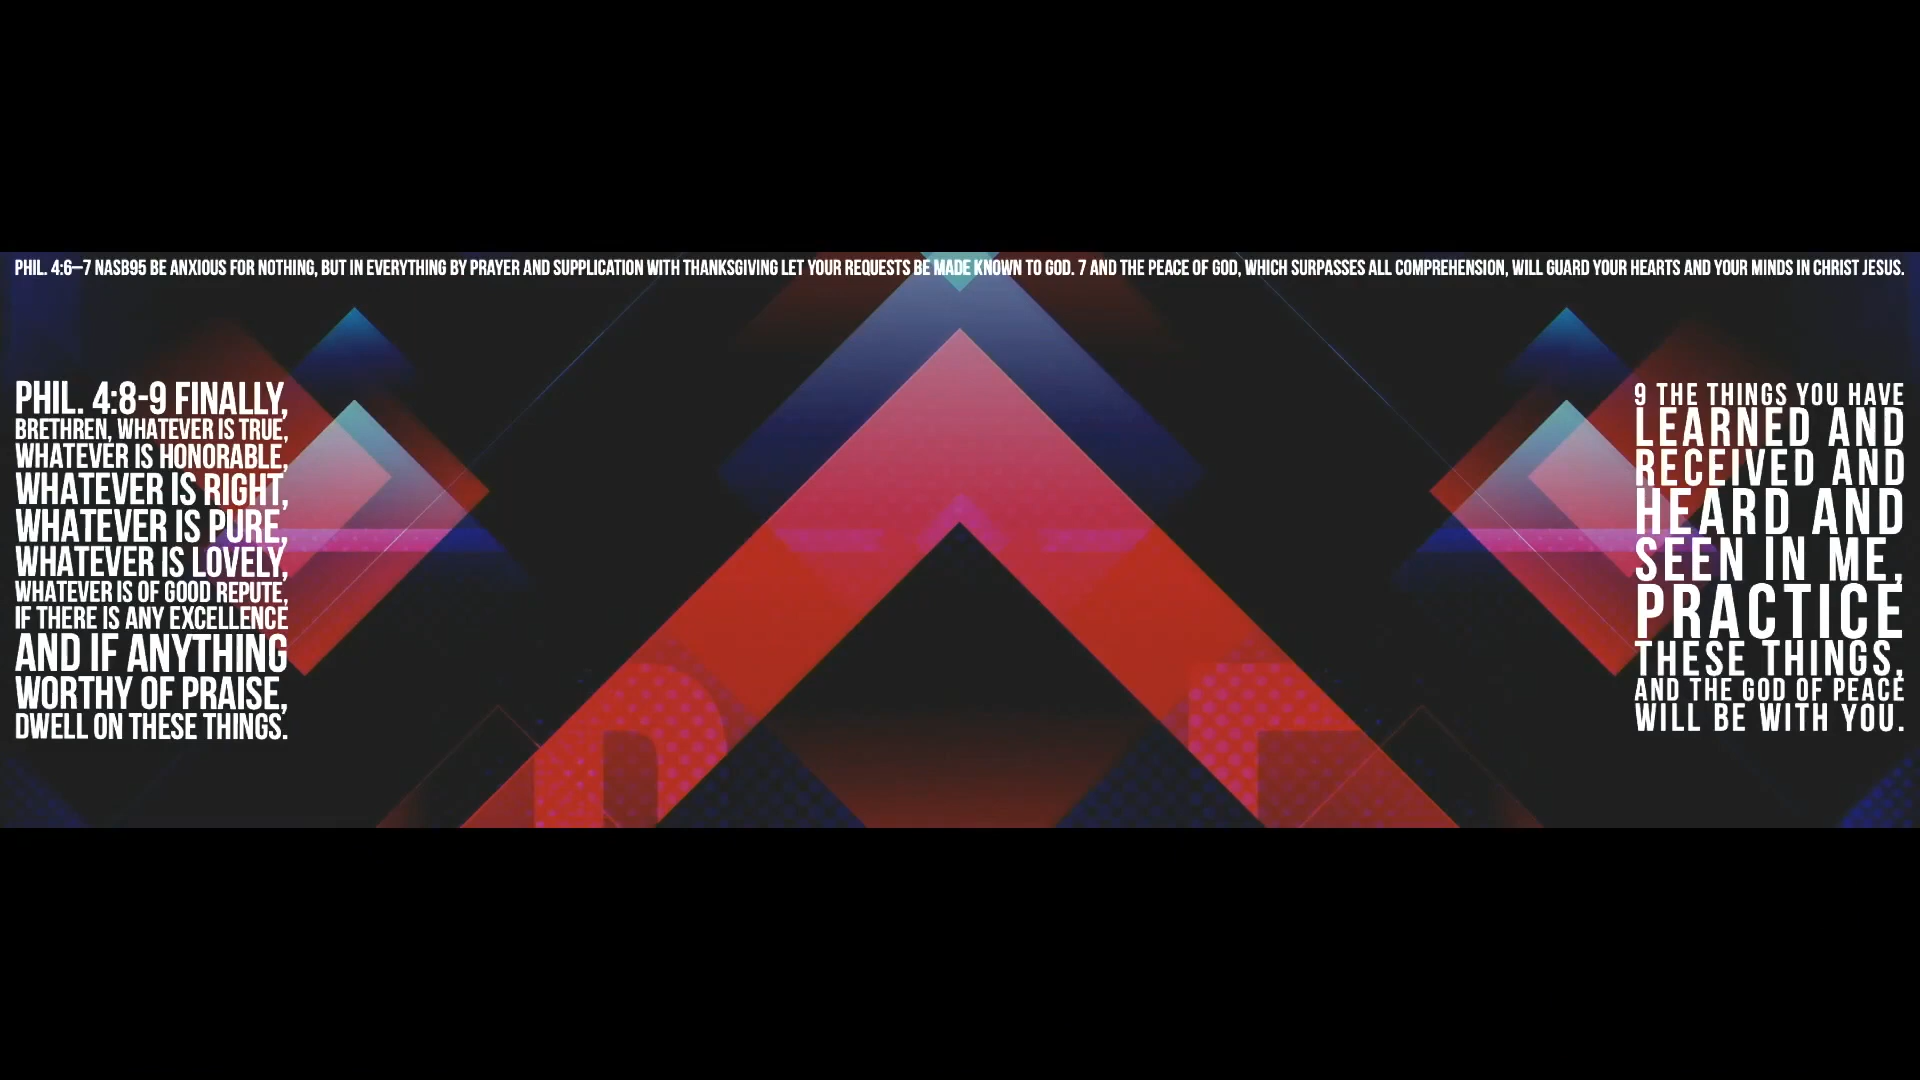 PHIL. 4:6–7 NASB95 BE ANXIOUS FOR NOTHING, BUT IN EVERYTHING BY PRAYER AND SUPPLICATION WITH THANKSGIVING LET YOUR REQUESTS BE MADE KNOWN TO GOD. 7 AND THE PEACE OF GOD, WHICH SURPASSES ALL COMPREHENSION, WILL GUARD YOUR HEARTS AND YOUR MINDS IN CHRIST JESUS.
PHIL. 4:8-9 FINALLY,
BRETHREN, WHATEVER IS TRUE,
WHATEVER IS HONORABLE,
WHATEVER IS RIGHT,
WHATEVER IS PURE,
WHATEVER IS LOVELY,
WHATEVER IS OF GOOD REPUTE,
IF THERE IS ANY EXCELLENCE
AND IF ANYTHING
WORTHY OF PRAISE,
DWELL ON THESE THINGS.
9 THE THINGS YOU HAVE
LEARNED AND
RECEIVED AND
HEARD AND
SEEN IN ME,
PRACTICE
THESE THINGS,
AND THE GOD OF PEACE
WILL BE WITH YOU.